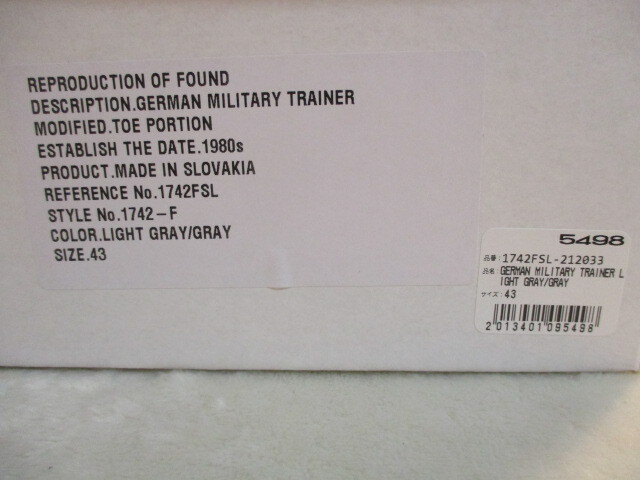 REPRODUCTION OF FOUND
DESCRIPTION.GERMAN MILITARY TRAINER
MODIFIED.TOE PORTION
ESTABLISH THE DATE.1980s
PRODUCT.MADE IN SLOVAKIA
REFERENCE No.1742FSL
STYLE No.1742-F
COLOR.LIGHT GRAY/GRAY
SIZE.43
5498
品番:1742FSL-212033
品名:GERMAN MILITARY TRAINER L
IGHT GRAY/GRAY
サイズ:43
2013401095498